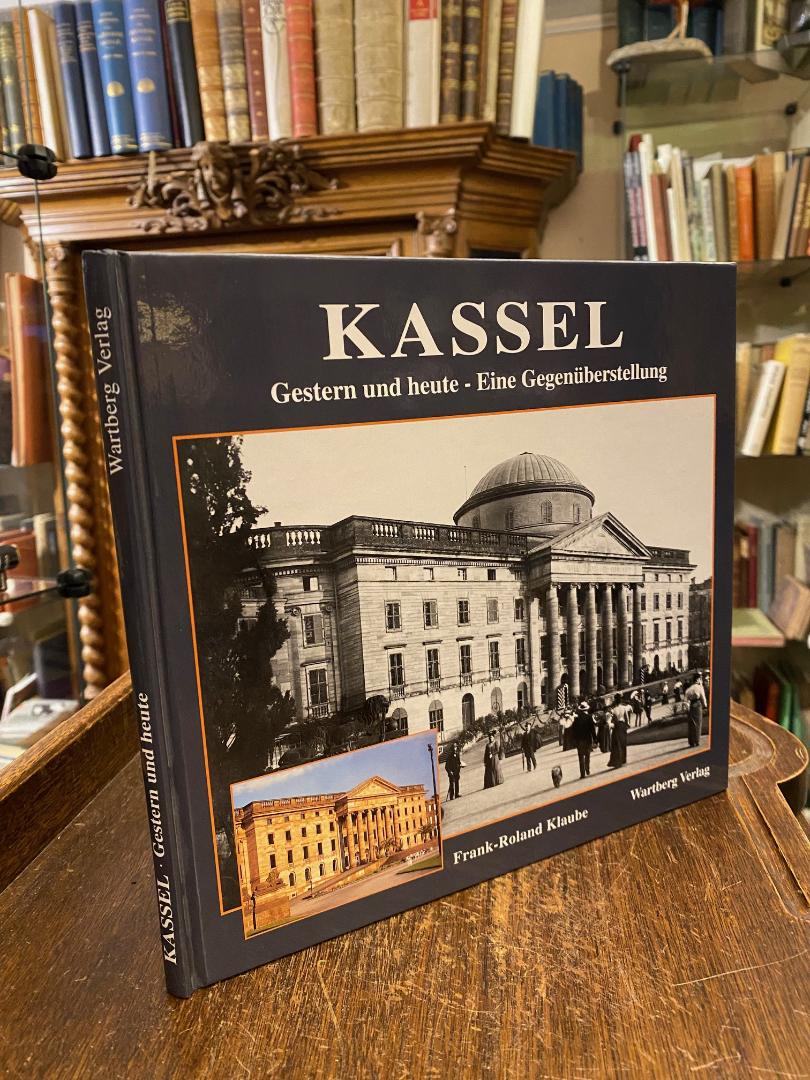 KASSEL
Gestern und heute - Eine Gegenüberstellung
Frank-Roland Klaube
Wartberg Verlag
Wartberg Verlag
KASSEL · Gestern und heute